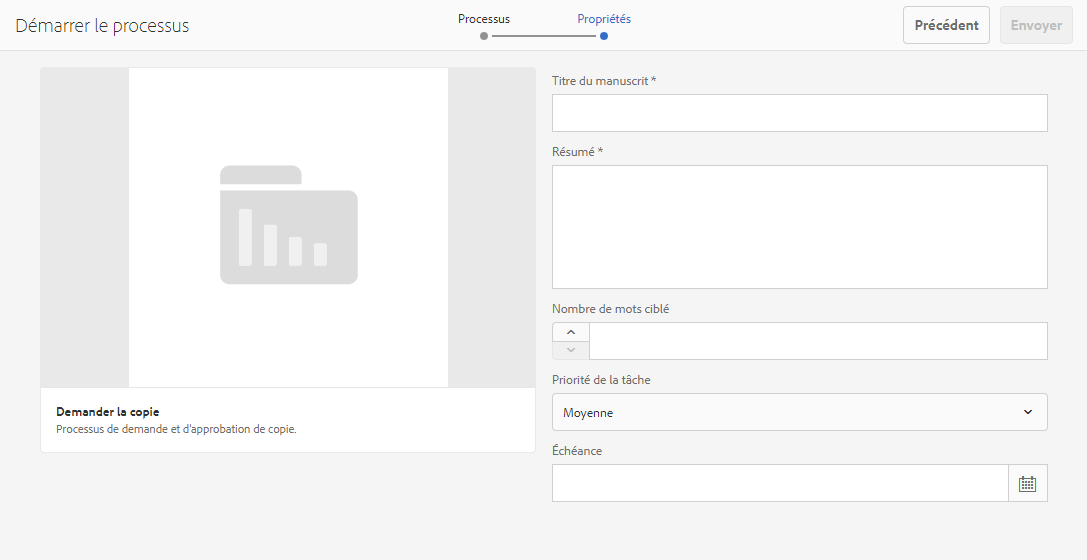 Démarrer le processus
Processus
Propriétés
Précédent
Envoyer
Titre du manuscrit *
Résumé *
Nombre de mots ciblé
Priorité de la tâche
Moyenne
Échéance
Demander la copie
Processus de demande et d'approbation de copie.